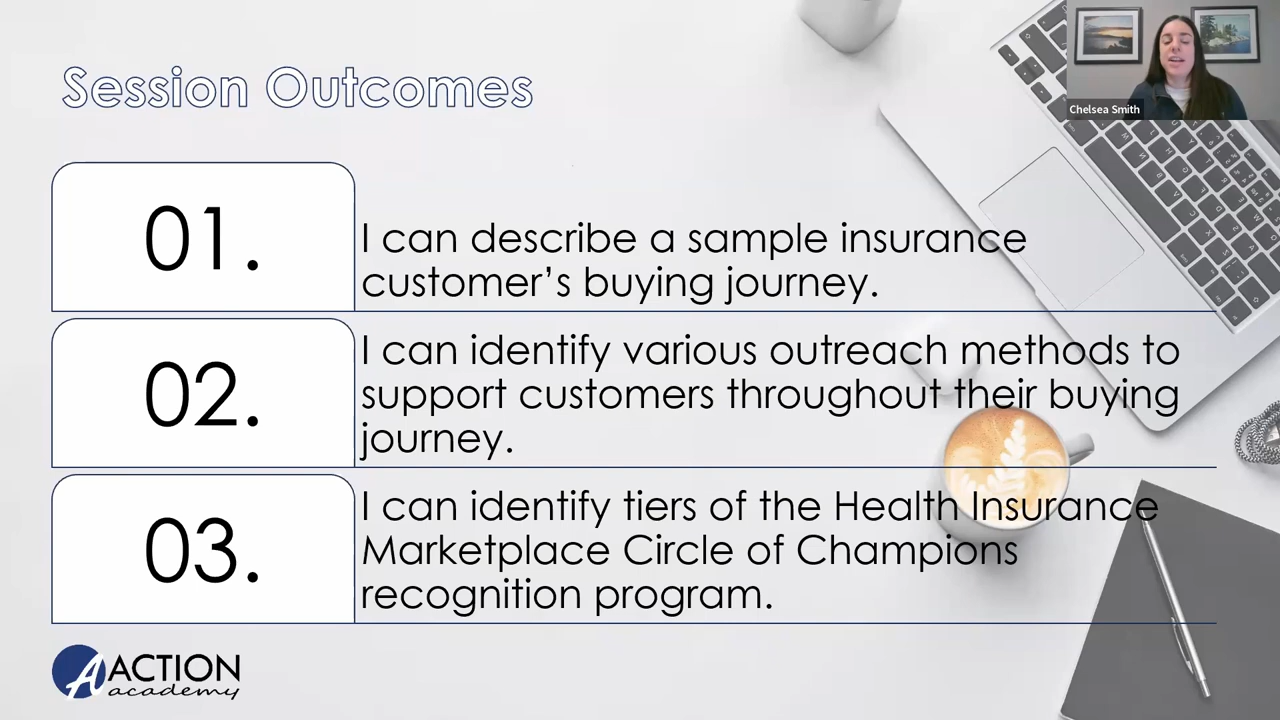 Session Outcomes
Chelsea Smith
01.
I can describe a sample insurance
customer’s buying journey.
02.
I can identify various outreach methods to
support customers throughout their buying
journey.
03.
I can identify tiers of the Health Insurance
Marketplace Circle of Champions
recognition program.
A ACTION
academy